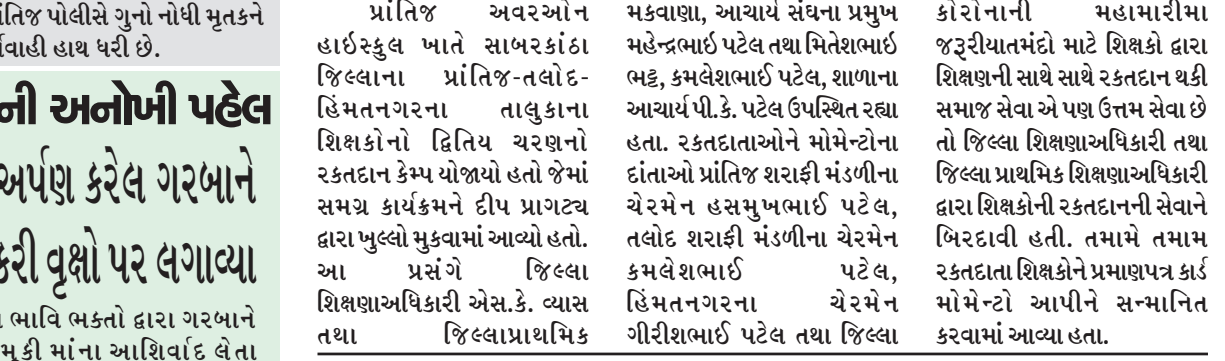 પ્રાંતિજ પોલીસે ગુનો નોધી મૃતકને
હાથ ધરી છે.
અનોખી પહેલ
અર્પણ કરેલ ગરબાને
કરી વૃક્ષો પર લગાવ્યા
ભાવિ ભક્તો દ્વારા ગરબાને
મુકી માંના આશિર્વાદ લેતા
પ્રાંતિજ અવરઓન
હાઇસ્કુલ ખાતે સાબરકાંઠા
જિલ્લાના પ્રાંતિજ-તલોદ-
હિંમતનગરના તાલુકાના
શિક્ષકોનો દ્વિતિય ચરણનો
રકતદાન કેમ્પ યોજાયો હતો જેમાં
સમગ્ર કાર્યક્રમને દીપ પ્રાગટ્ય
દ્વારા ખુલ્લો મુકવામાં આવ્યો હતો.
આ પ્રસંગે જિલ્લા
શિક્ષણાઅધિકારી એસ.કે. વ્યાસ
તથા જિલ્લાપ્રાથમિક
મકવાણા, આચાર્ય સંઘના પ્રમુખ
મહેન્દ્રભાઇ પટેલ તથા મિતેશભાઇ
ભટ્ટ, કમલેશભાઈ પટેલ, શાળાના
આચાર્ય પી.કે. પટેલ ઉપસ્થિત રહ્યા
હતા. રકતદાતાઓને મોમેન્ટોના
દાંતાઓ પ્રાંતિજ શરાફી મંડળીના
ચેરમેન હસમુખભાઈ પટેલ,
તલોદ શરાફી મંડળીના ચેરમેન
કમલેશભાઈ પટેલ,
હિંમતનગરના ચેરમેન
ગીરીશભાઈ પટેલ તથા જિલ્લા
કોરોનાની મહામારીમા
જરૂરીયાતમંદો માટે શિક્ષકો દ્વારા
શિક્ષણની સાથે સાથે રકતદાન થકી
સમાજ સેવા એ પણ ઉત્તમ સેવા છે
તો જિલ્લા શિક્ષણાઅધિકારી તથા
જિલ્લા પ્રાથમિક શિક્ષણાઅધિકારી
દ્વારા શિક્ષકોની રકતદાનની સેવાને
બિરદાવી હતી. તમામે તમામ
રકતદાતા શિક્ષકોને પ્રમાણપત્ર કાર્ડ
મોમેન્ટો આપીને સન્માનિત
કરવામાં આવ્યા હતા.